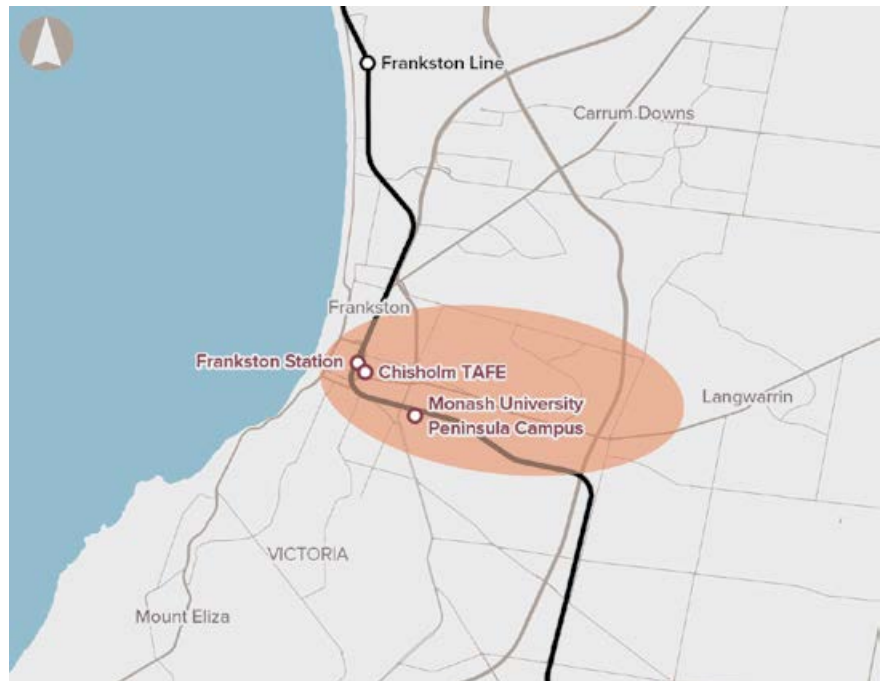 Frankston Line
Carrum Downs
Frankston
Frankston Station
Chisholm TAFE
Monash University
Peninsula Campus
Langwarrin
VICTORIA
Mount Eliza